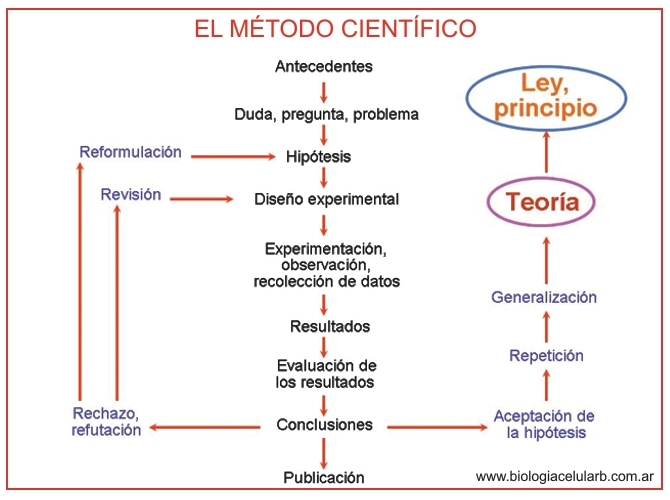 EL MÉTODO CIENTÍFICO
Antecedentes
Duda, pregunta, problema
Hipótesis
Diseño experimental
Experimentación,
observación,
recolección de datos
Resultados
Evaluación de
los resultados
Conclusiones
Publicación
Reformulación
Revisión
Rechazo,
refutación
Ley,
principio
Teoría
Generalización
Repetición
Aceptación de
la hipótesis
www.biologiacelularb.com.ar